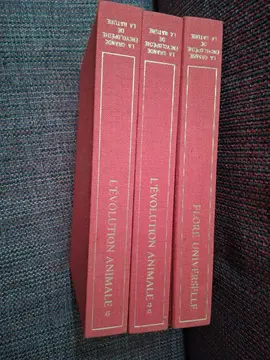 LA GRANDE
ENCYCLOPÉDIE
DE
LA NATURE
L'ÉVOLUTION ANIMALE *
LA GRANDE
ENCYCLOPÉDIE
DE
LA NATURE
L'ÉVOLUTION ANIMALE **
LA GRANDE
ENCYCLOPÉDIE
DE
LA NATURE
FLORE UNIVERSELLE